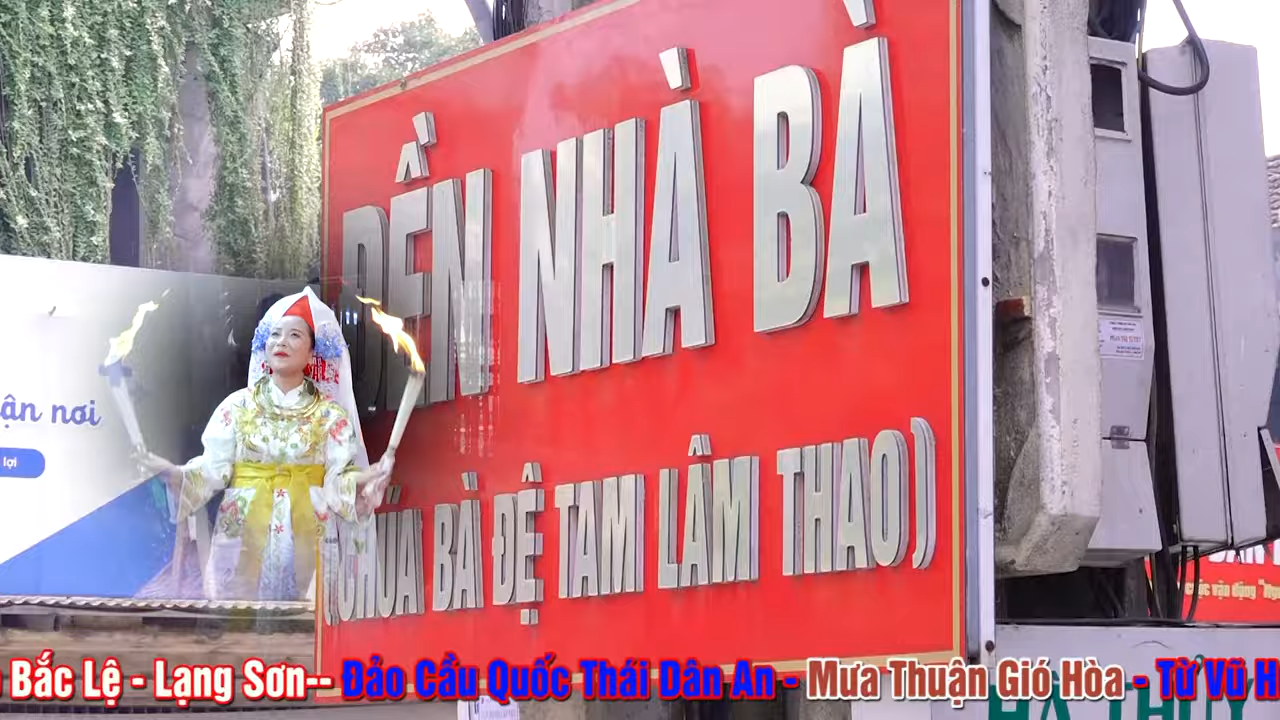 ĐỀN NHÀ BÀ
(CHÚA BÀ ĐỆ TAM LÂM THAO)
ận nơi
lợi
Bắc Lệ - Lạng Sơn-- Đảo Cầu Quốc Thái Dân An - Mưa Thuận Gió Hòa - Từ Vũ H